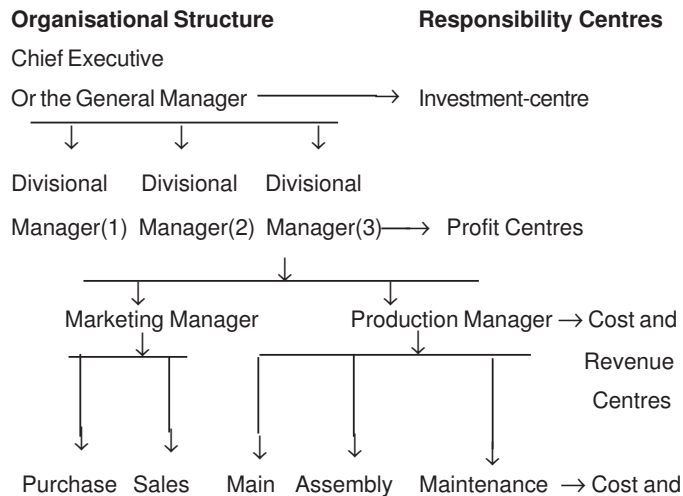 Organisational Structure Responsibility Centres
Chief Executive
Or the General Manager → Investment-centre
Divisional Divisional Divisional
Manager(1) Manager(2) Manager(3) → Profit Centres
Marketing Manager Production Manager → Cost and
Revenue
Centres
Purchase Sales Main Assembly Maintenance → Cost and